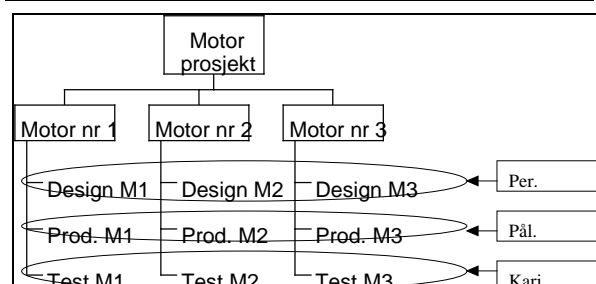 Motor
prosjekt
Motor nr 1 Motor nr 2 Motor nr 3
Design M1 Design M2 Design M3 Per.
Prod. M1 Prod. M2 Prod. M3 Pål.
Test M1 Test M2 Test M3 Kari